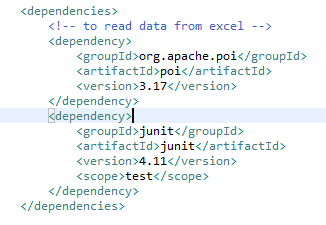 <dependencies>
<!-- to read data from excel -->
<dependency>
<groupId>org.apache.poi</groupId>
<artifactId>poi</artifactId>
<version>3.17</version>
</dependency>
<dependency>
<groupId>junit</groupId>
<artifactId>junit</artifactId>
<version>4.11</version>
<scope>test</scope>
</dependency>
</dependencies>